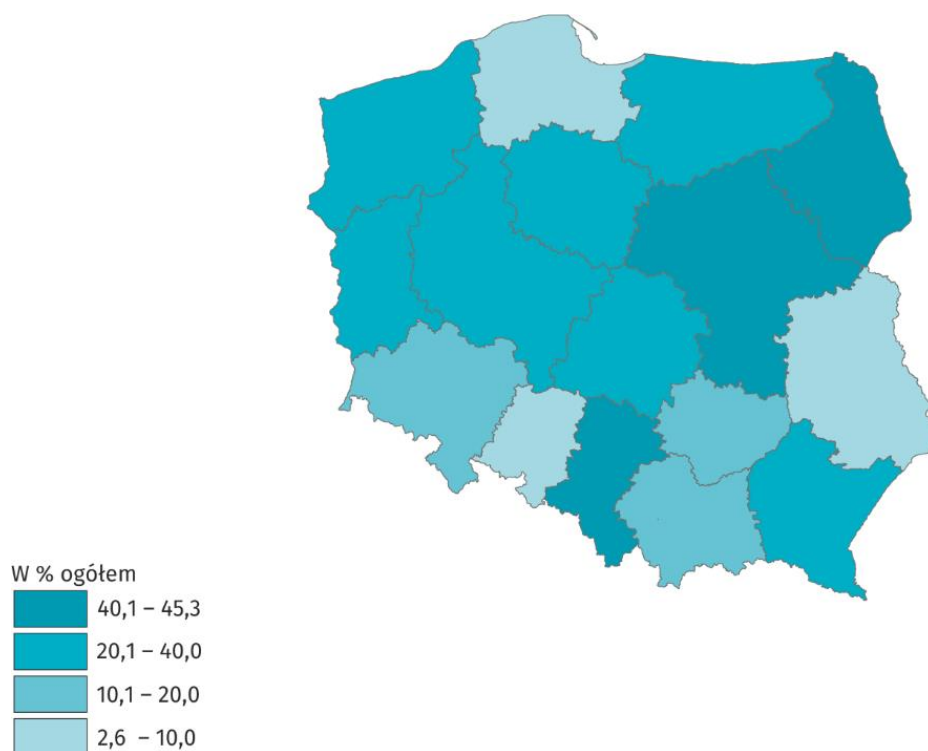 W % ogółem
40,1 – 45,3
20,1 – 40,0
10,1 – 20,0
2,6 – 10,0